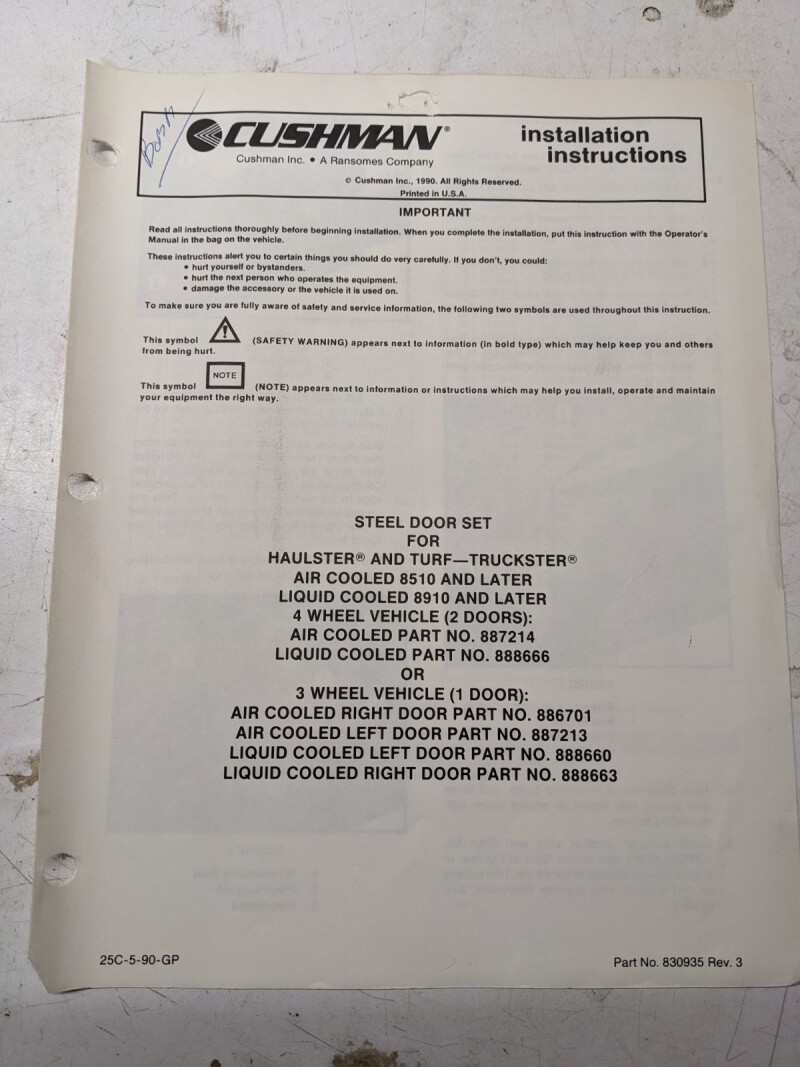 CUSHMAN®
installation
instructions
Cushman Inc. • A Ransomes Company
© Cushman Inc., 1990. All Rights Reserved.
Printed in U.S.A.
IMPORTANT
Read all instructions thoroughly before beginning installation. When you complete the installation, put this instruction with the Operator's
Manual in the bag on the vehicle.
These instructions alert you to certain things you should do very carefully. If you don't, you could:
• hurt yourself or bystanders.
• hurt the next person who operates the equipment.
• damage the accessory or the vehicle it is used on.
To make sure you are fully aware of safety and service information, the following two symbols are used throughout this instruction.
This symbol ⚠ (SAFETY WARNING) appears next to information (in bold type) which may help keep you and others
from being hurt.
This symbol NOTE (NOTE) appears next to information or instructions which may help you install, operate and maintain
your equipment the right way.
STEEL DOOR SET
FOR
HAULSTER® AND TURF—TRUCKSTER®
AIR COOLED 8510 AND LATER
LIQUID COOLED 8910 AND LATER
4 WHEEL VEHICLE (2 DOORS):
AIR COOLED PART NO. 887214
LIQUID COOLED PART NO. 888666
OR
3 WHEEL VEHICLE (1 DOOR):
AIR COOLED RIGHT DOOR PART NO. 886701
AIR COOLED LEFT DOOR PART NO. 887213
LIQUID COOLED LEFT DOOR PART NO. 888660
LIQUID COOLED RIGHT DOOR PART NO. 888663
25C-5-90-GP
Part No. 830935 Rev. 3